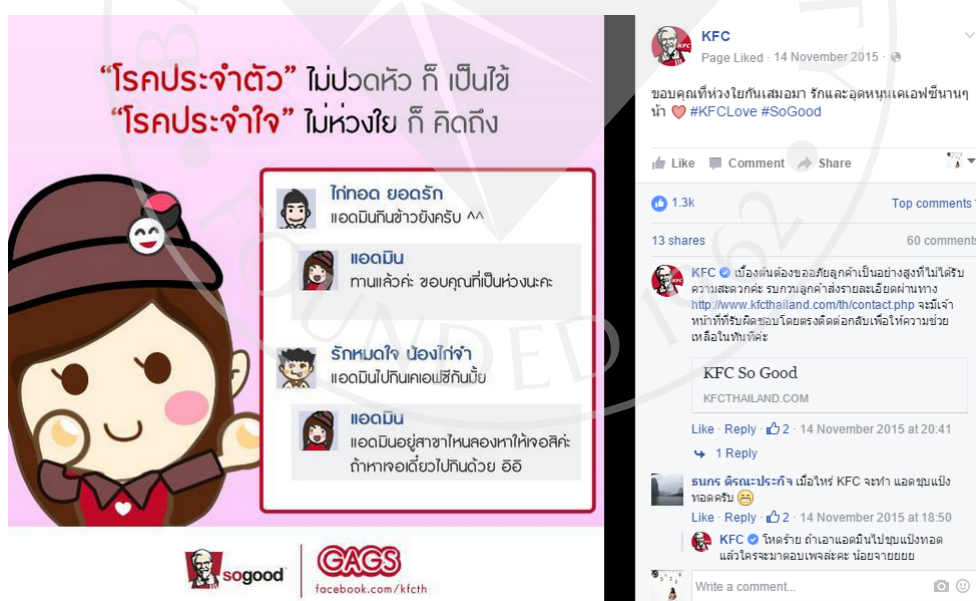 “โรคประจำตัว” ไม่ปวดหัว ก็ เป็นไข้
“โรคประจำใจ” ไม่ห่วงใย ก็ คิดถึง
ไก่ทอด ยอดรัก
แอดมินกินข้าวยังครับ ^^
แอดมิน
ทานแล้วค่ะ ขอบคุณที่เป็นห่วงนะคะ
รักหมดใจ น้องไก่จ๋า
แอดมินไปกินเคเอฟซีกันมั้ย
แอดมิน
แอดมินอยู่สาขาไหนลองหาให้เจอสิค่ะ
ถ้าหาเจอเดี๋ยวไปกินด้วย อิอิ
KFC
sogood
GAGS
facebook.com/kfcth
KFC
Page Liked · 14 November 2015 ·
ขอบคุณที่ห่วงใยกันเสมอมา รักและอุดหนุนเคเอฟซีนานๆ
น้า ❤ #KFCLove #SoGood
Like Comment Share
1.3k Top comments
13 shares 60 comments
KFC เบื้องต้นต้องขออภัยลูกค้าเป็นอย่างสูงที่ไม่ได้รับ
ความสะดวกค่ะ รบกวนลูกค้าส่งรายละเอียดผ่านทาง
http://www.kfcthailand.com/th/contact.php จะมีเจ้า
หน้าที่ที่รับผิดชอบโดยตรงติดต่อกลับเพื่อให้ความช่วย
เหลือในทันทีค่ะ
KFC So Good
KFCTHAILAND.COM
Like · Reply · 2 · 14 November 2015 at 20:41
1 Reply
ธนกร ติรณะประกิจ เมื่อไหร่ KFC จะทำ แอดชุบแป้ง
ทอดครับ
Like · Reply · 2 · 14 November 2015 at 18:50
KFC โหดร้าย ถ้าเอาแอดมินไปชุบแป้งทอด
แล้วใครจะมาตอบเพจล่ะคะ น้อยจายยยย
Write a comment...
FOUNDED 1962